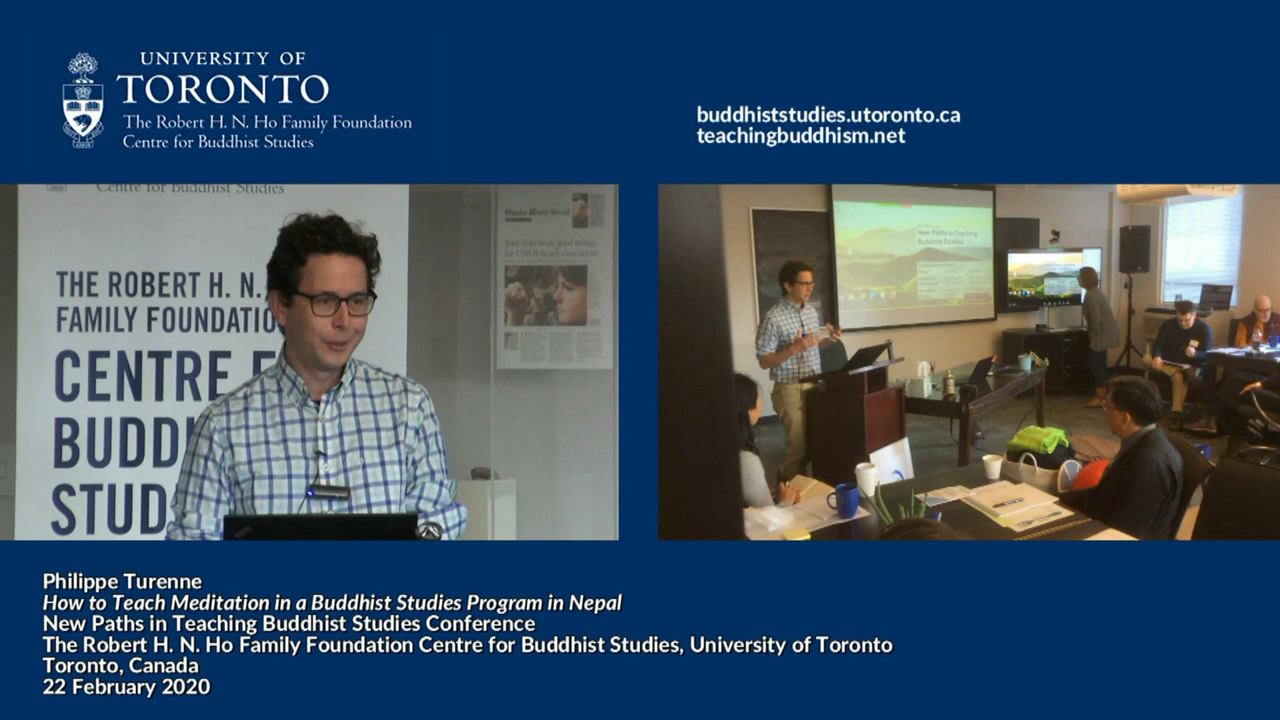 UNIVERSITY OF
TORONTO
The Robert H. N. Ho Family Foundation
Centre for Buddhist Studies
buddhiststudies.utoronto.ca
teachingbuddhism.net
Centre for Buddhist Studies
THE ROBERT H. N.
FAMILY FOUNDATIO
CENTRE F
BUDD
STUD
New Paths in Teaching
Buddhist Studies
Philippe Turenne
How to Teach Meditation in a Buddhist Studies Program in Nepal
New Paths in Teaching Buddhist Studies Conference
The Robert H. N. Ho Family Foundation Centre for Buddhist Studies, University of Toronto
Toronto, Canada
22 February 2020